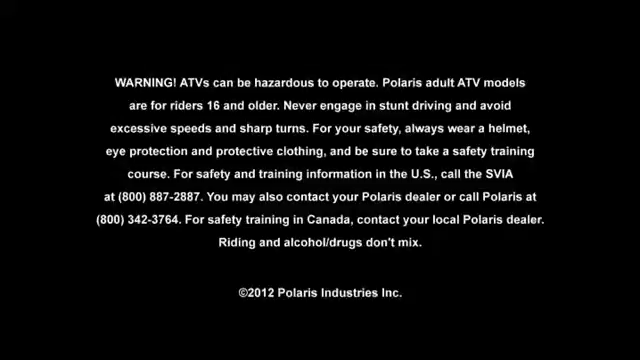 WARNING! ATVs can be hazardous to operate. Polaris adult ATV models
are for riders 16 and older. Never engage in stunt driving and avoid
excessive speeds and sharp turns. For your safety, always wear a helmet,
eye protection and protective clothing, and be sure to take a safety training
course. For safety and training information in the U.S., call the SVIA
at (800) 887-2887. You may also contact your Polaris dealer or call Polaris at
(800) 342-3764. For safety training in Canada, contact your local Polaris dealer.
Riding and alcohol/drugs don't mix.
©2012 Polaris Industries Inc.